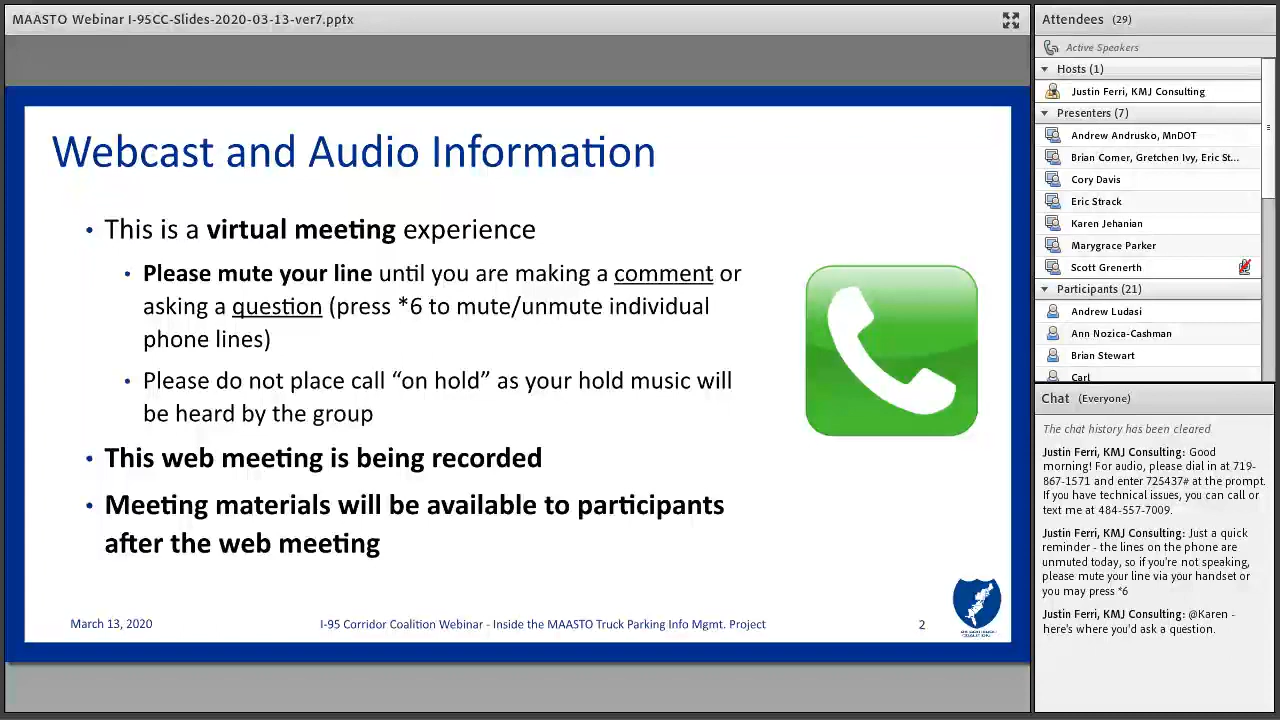 MAASTO Webinar I-95CC-Slides-2020-03-13-ver7.pptx
Webcast and Audio Information
• This is a virtual meeting experience
• Please mute your line until you are making a comment or
asking a question (press *6 to mute/unmute individual
phone lines)
• Please do not place call “on hold” as your hold music will
be heard by the group
• This web meeting is being recorded
• Meeting materials will be available to participants
after the web meeting
March 13, 2020
I-95 Corridor Coalition Webinar - Inside the MAASTO Truck Parking Info Mgmt. Project
2
Attendees (29)
Active Speakers
Hosts (1)
Justin Ferri, KMJ Consulting
Presenters (7)
Andrew Andrusko, MnDOT
Brian Comer, Gretchen Ivy, Eric St...
Cory Davis
Eric Strack
Karen Jehanian
Marygrace Parker
Scott Grenerth
Participants (21)
Andrew Ludasi
Ann Nozica-Cashman
Brian Stewart
Carl
Chat (Everyone)
The chat history has been cleared
Justin Ferri, KMJ Consulting: Good
morning! For audio, please dial in at 719-
867-1571 and enter 725437# at the prompt.
If you have technical issues, you can call or
text me at 484-557-7009.
Justin Ferri, KMJ Consulting: Just a quick
reminder - the lines on the phone are
unmuted today, so if you're not speaking,
please mute your line via your handset or
you may press *6
Justin Ferri, KMJ Consulting: @Karen -
here's where you'd ask a question.